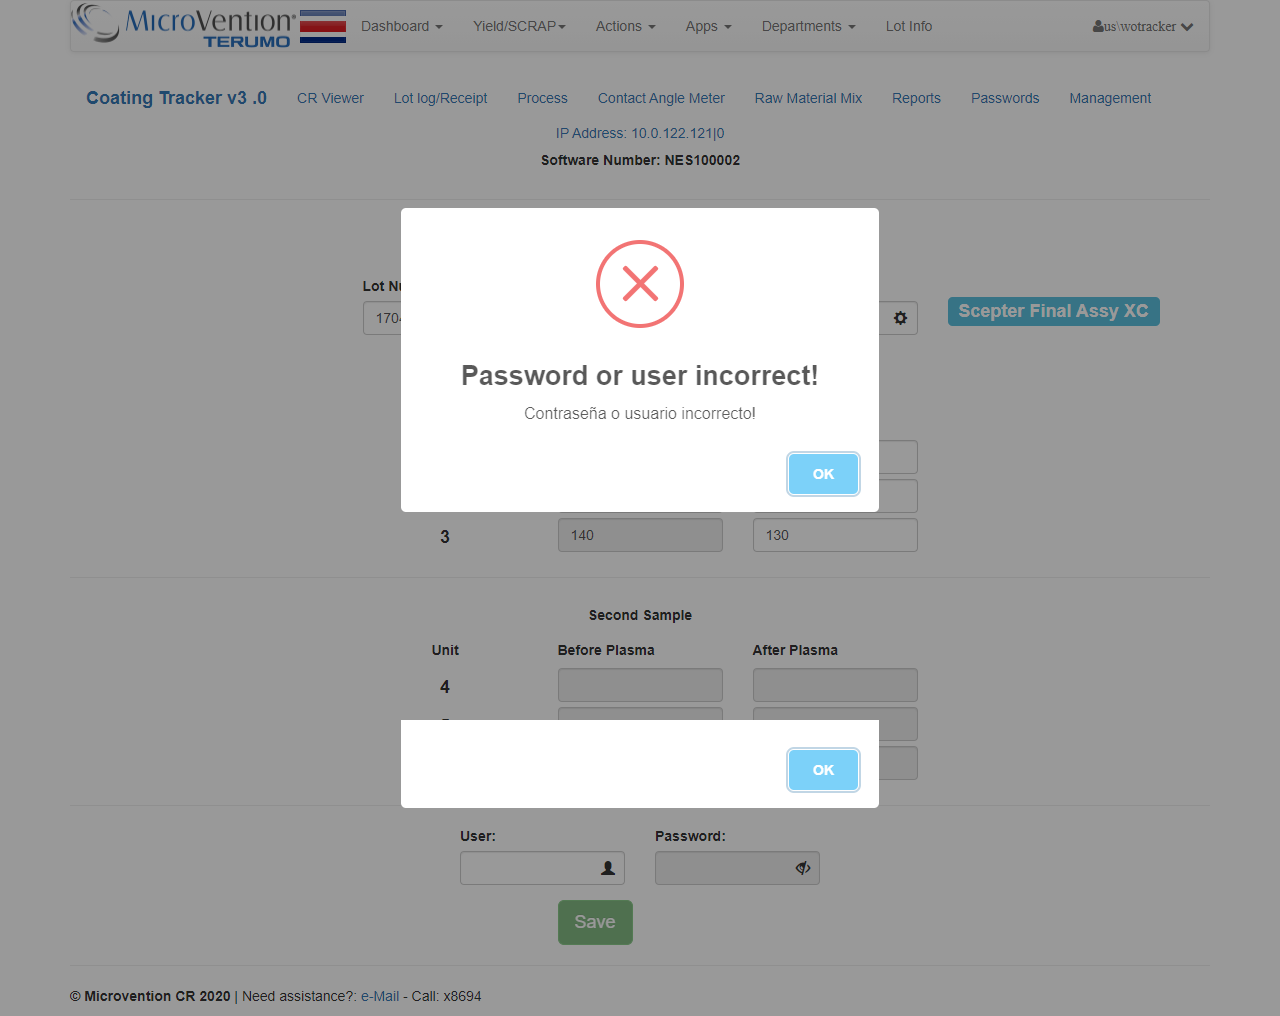 MICROVENTION
TERUMO
Dashboard Yield/SCRAP Actions Apps Departments Lot Info us\wotracker
Coating Tracker v3 .0 CR Viewer Lot log/Receipt Process Contact Angle Meter Raw Material Mix Reports Passwords Management
IP Address: 10.0.122.121|0
Software Number: NES100002
Lot
Scepter Final Assy XC
Password or user incorrect!
Contraseña o usuario incorrecto!
OK
3 140 130
Second Sample
Unit Before Plasma After Plasma
4
OK
User: Password:
Save
© Microvention CR 2020 | Need assistance?: e-Mail - Call: x8694